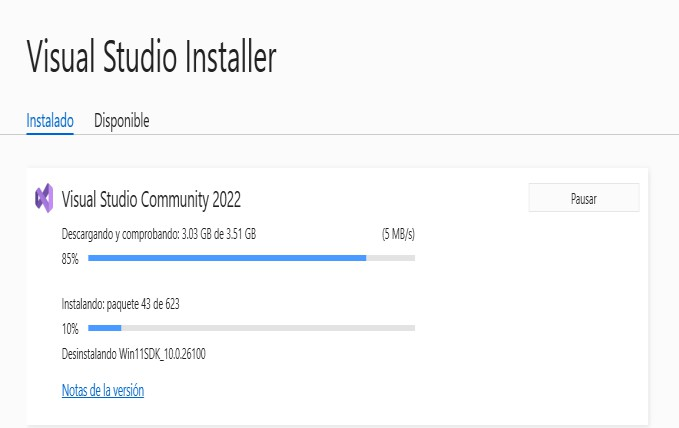 Visual Studio Installer
Instalado Disponible
Visual Studio Community 2022
Pausar
Descargando y comprobando: 3.03 GB de 3.51 GB (5 MB/s)
85%
Instalando: paquete 43 de 623
10%
Desinstalando Win11SDK_10.0.26100
Notas de la versión